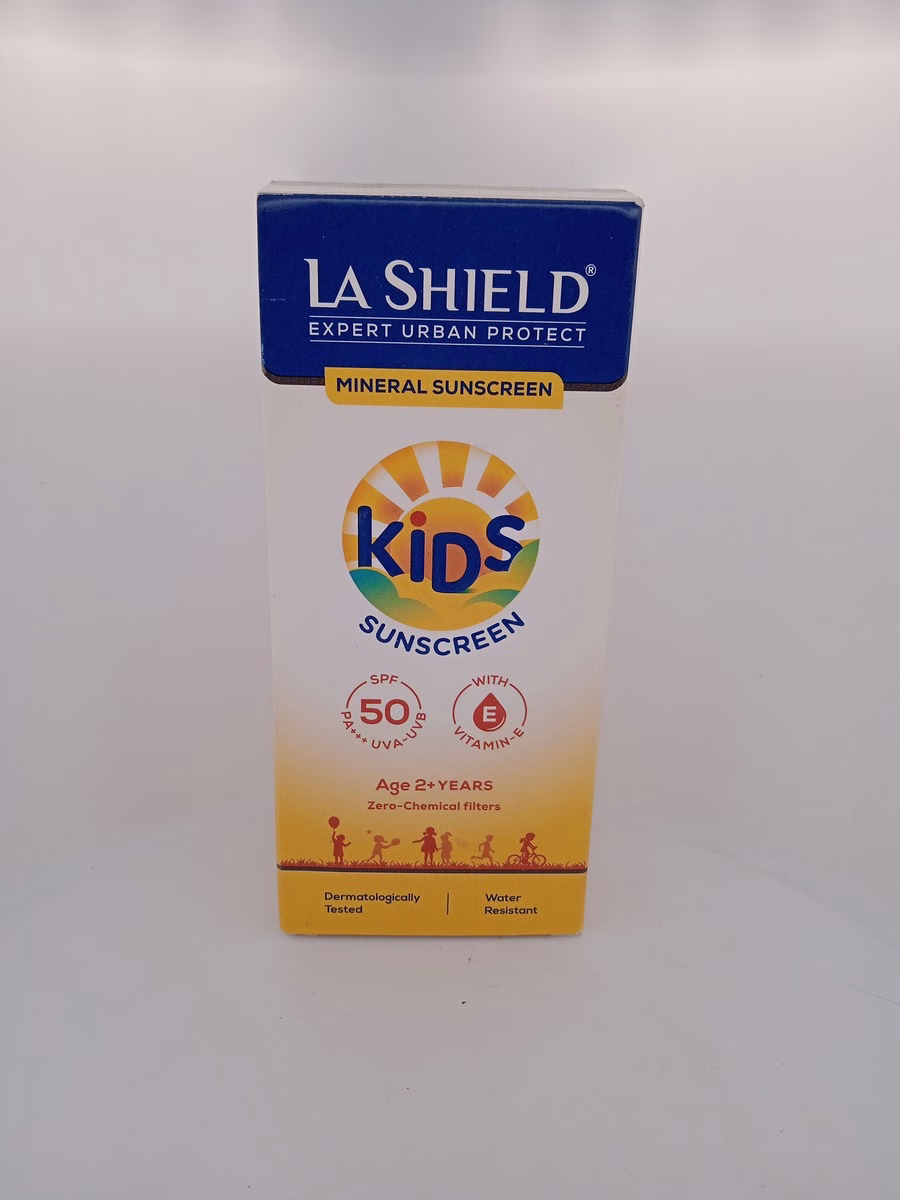 LA SHIELD®
EXPERT URBAN PROTECT
MINERAL SUNSCREEN
KiDS
SUNSCREEN
SPF
50
PA+++ UVA-UVB
WITH
E
VITAMIN-E
Age 2+ YEARS
Zero-Chemical filters
Dermatologically
Tested
Water
Resistant